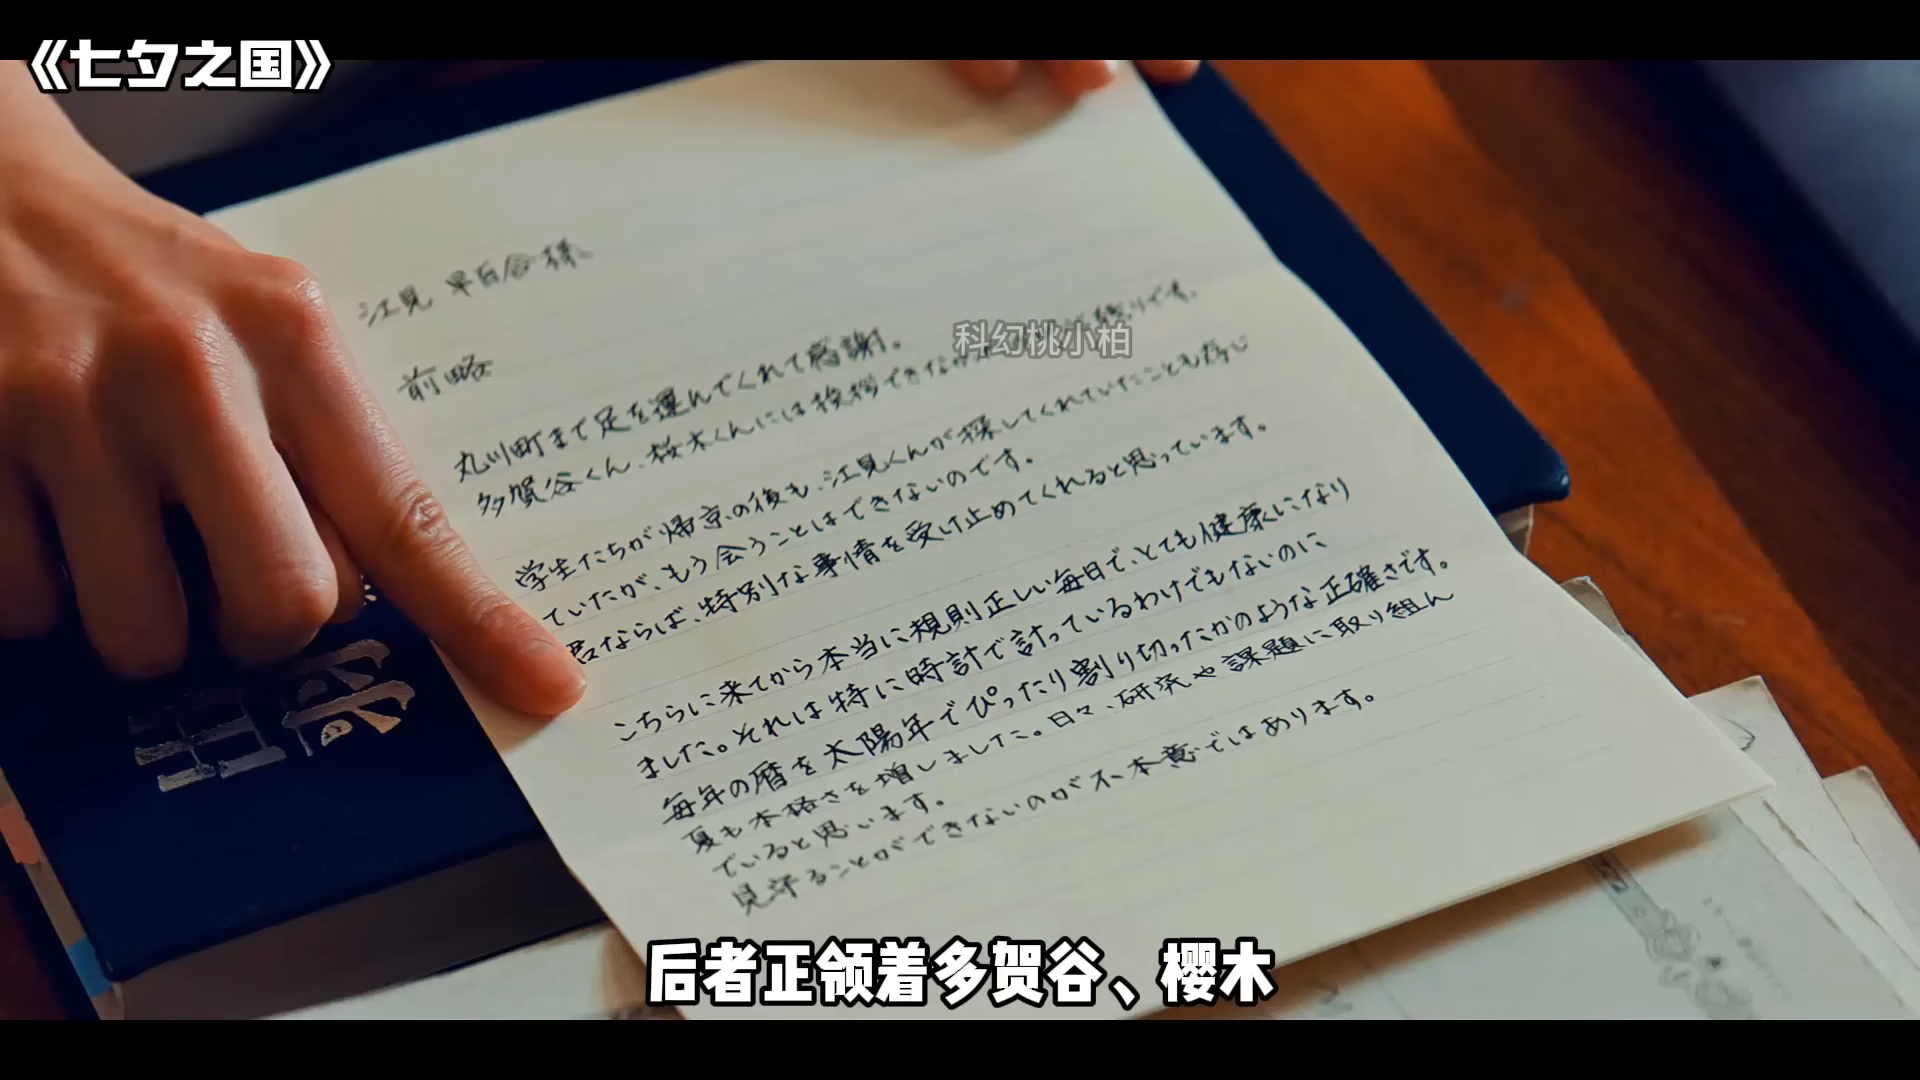 《七夕之国》
江見 早百合様
前略
丸川町まで足を運んでくれて感謝。
多賀谷くん、桜木くんには挨拶できな 残りです。
科幻桃小柏
学生たちが帰京の後も、江見くんが探してくれていたことも存じ
ていたが、もう会うことはできないのです。
君ならば、特別な事情を受け止めてくれると思っています。
こちらに来てから本当に規則正しい毎日で、とても健康になり
ました。それは特に時計で計っているわけでもないのに
毎年の暦を太陽年でぴったり割り切ったかのような正確さです。
夏も本格さを増しました。日々、研究や課題に取り組ん
でいると思います。
見守ることができないのが不本意ではあります。
后者正领着多贺谷、樱木